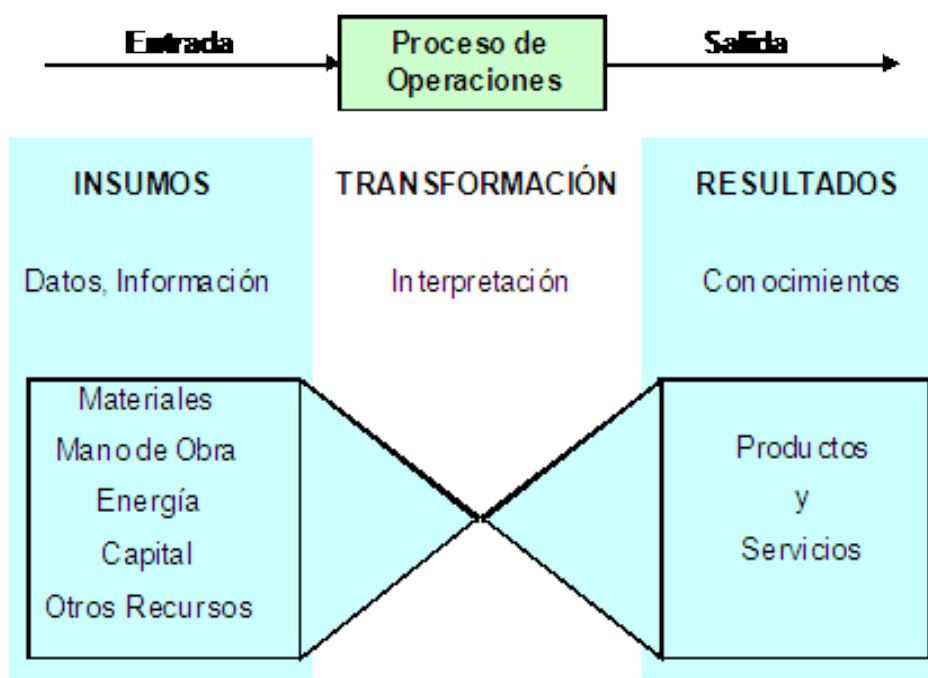 Entrada
Proceso de
Operaciones
Salida
INSUMOS
TRANSFORMACIÓN
RESULTADOS
Datos, Información
Interpretación
Conocimientos
Materiales
Mano de Obra
Energía
Capital
Otros Recursos
Productos
y
Servicios